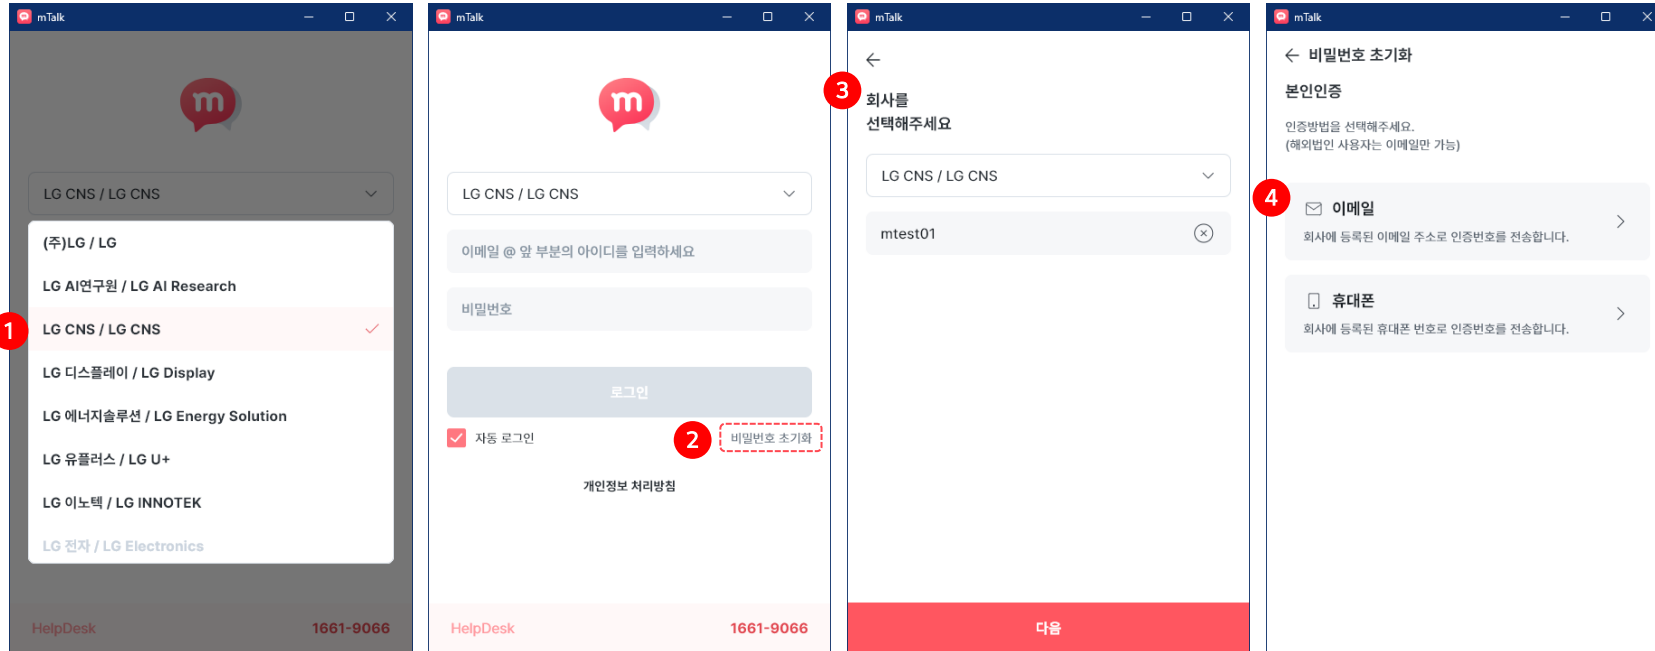 mTalk
m
LG CNS / LG CNS
(주)LG / LG
LG AI연구원 / LG AI Research
1
LG CNS / LG CNS
LG 디스플레이 / LG Display
LG 에너지솔루션 / LG Energy Solution
LG 유플러스 / LG U+
LG 이노텍 / LG INNOTEK
LG 전자 / LG Electronics
HelpDesk 1661-9066
mTalk
m
LG CNS / LG CNS
이메일 @ 앞 부분의 아이디를 입력하세요
비밀번호
로그인
자동 로그인 2 비밀번호 초기화
개인정보 처리방침
HelpDesk 1661-9066
mTalk
3
회사를
선택해주세요
LG CNS / LG CNS
mtest01
다음
mTalk
비밀번호 초기화
본인인증
인증방법을 선택해주세요.
(해외법인 사용자는 이메일만 가능)
4
이메일
회사에 등록된 이메일 주소로 인증번호를 전송합니다.
휴대폰
회사에 등록된 휴대폰 번호로 인증번호를 전송합니다.